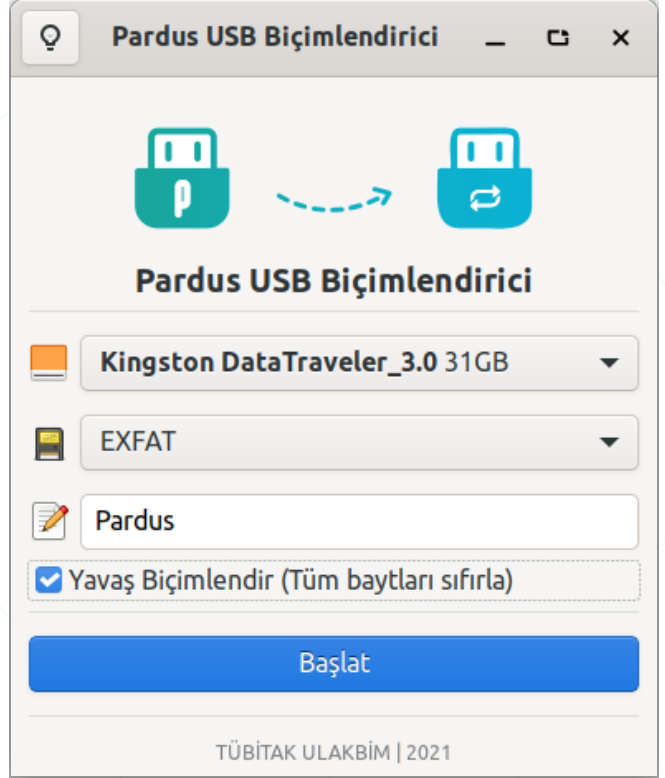 Pardus USB Biçimlendirici
Pardus USB Biçimlendirici
Kingston DataTraveler_3.0 31GB
EXFAT
Pardus
Yavaş Biçimlendir (Tüm baytları sıfırla)
Başlat
TÜBİTAK ULAKBİM | 2021